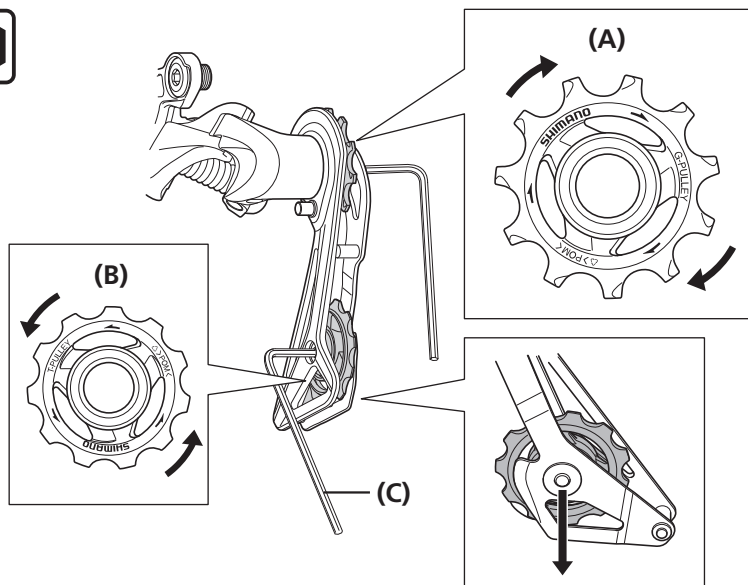 (A)
SHIMANO
G-PULLEY
>POM<
(B)
T-PULLEY
>POM<
SHIMANO
(C)